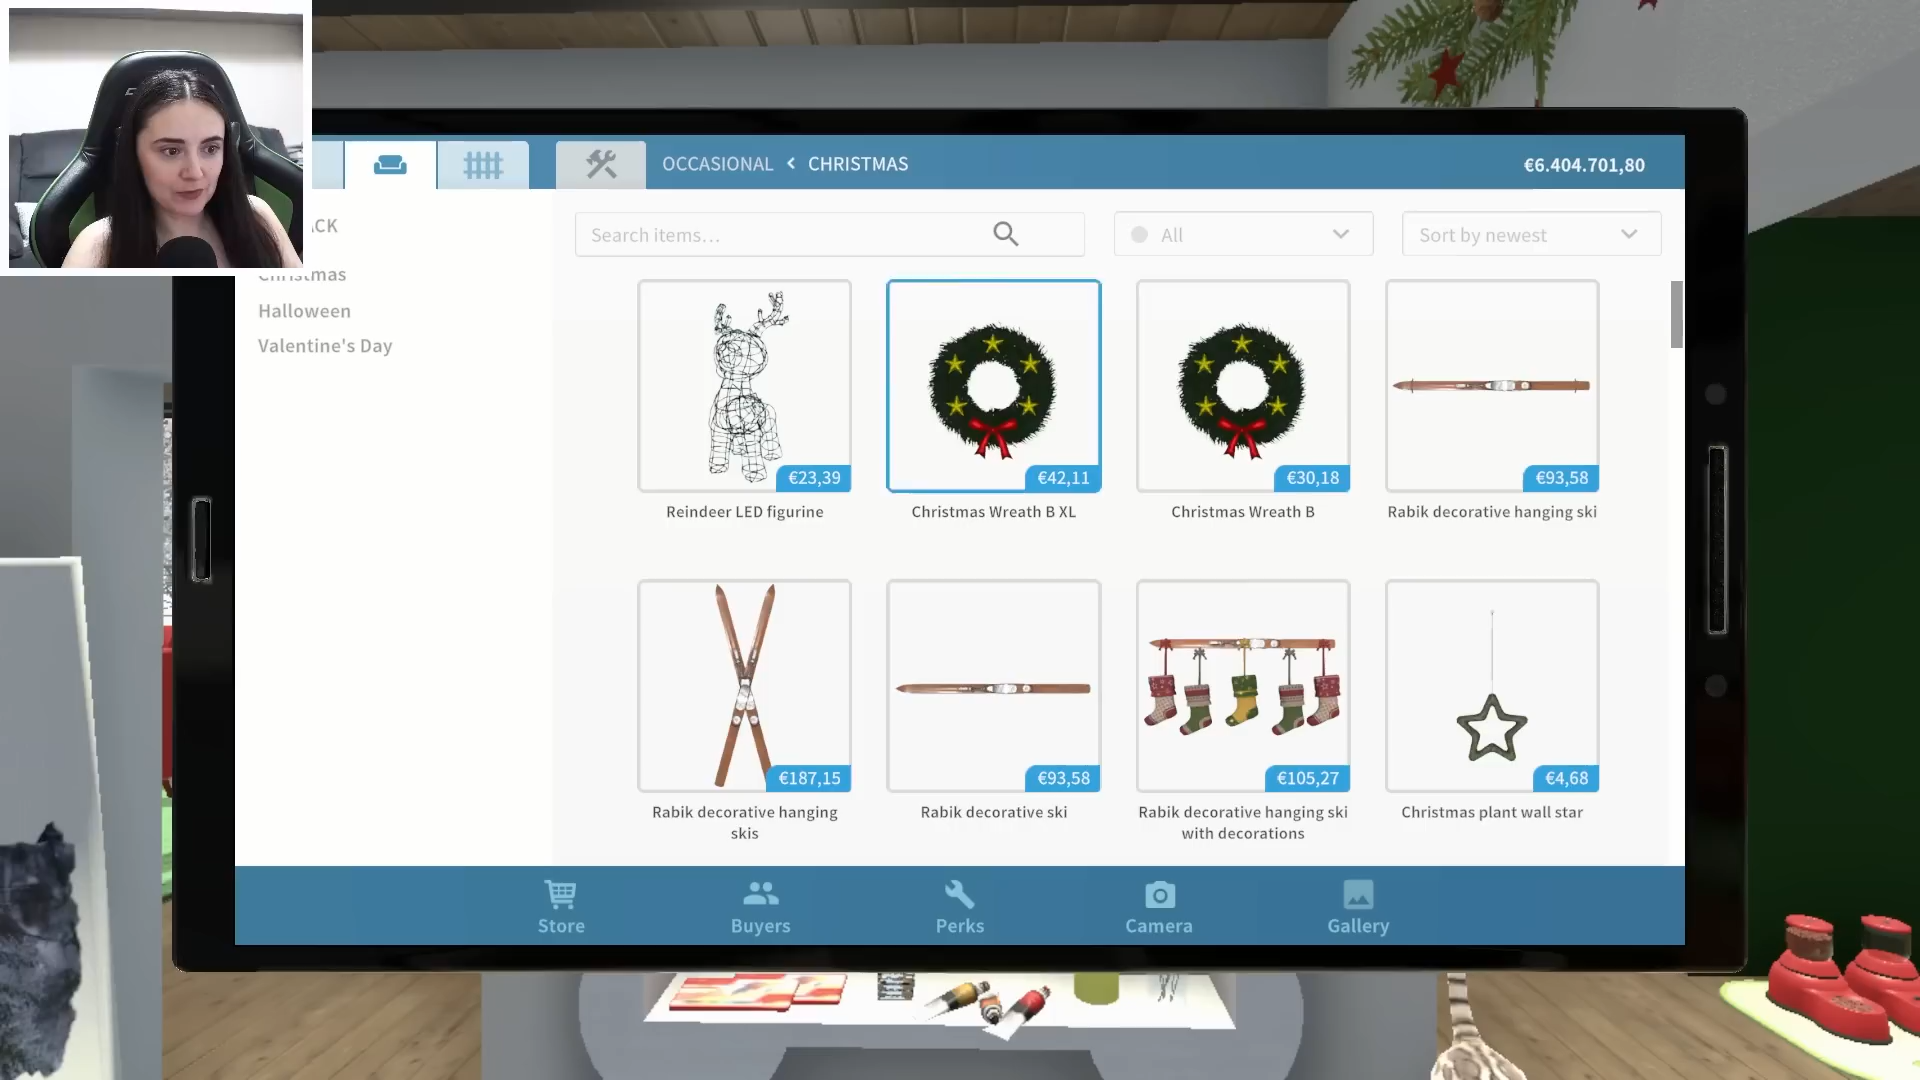 OCCASIONAL < CHRISTMAS
€6.404.701,80
ACK
Christmas
Halloween
Valentine's Day
Search items...
All
Sort by newest
€23,39
€42,11
€30,18
€93,58
Reindeer LED figurine
Christmas Wreath B XL
Christmas Wreath B
Rabik decorative hanging ski
€187,15
€93,58
€105,27
€4,68
Rabik decorative hanging
skis
Rabik decorative ski
Rabik decorative hanging ski
with decorations
Christmas plant wall star
Store
Buyers
Perks
Camera
Gallery